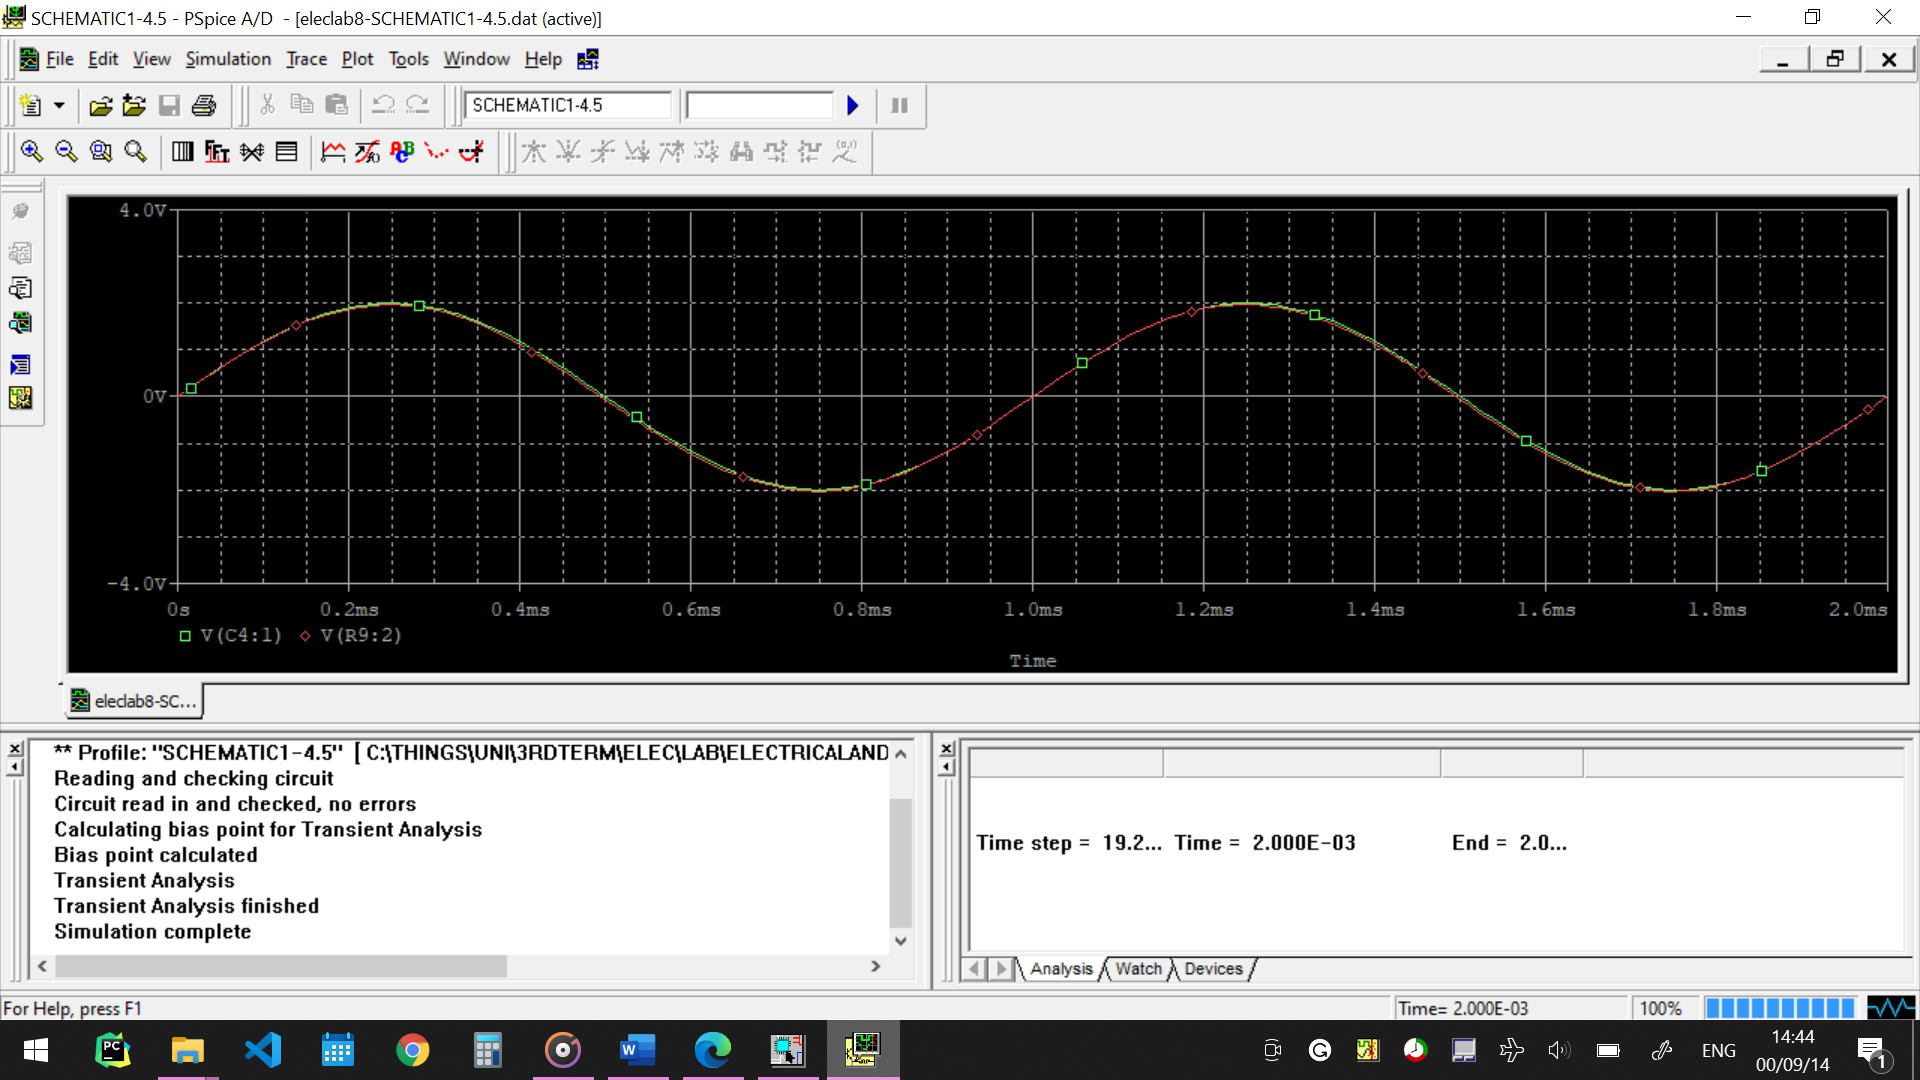 SCHEMATIC1-4.5 - PSpice A/D - [eleclab8-SCHEMATIC1-4.5.dat (active)]
File Edit View Simulation Trace Plot Tools Window Help
SCHEMATIC1-4.5
4.0V
0V
-4.0V
0s 0.2ms 0.4ms 0.6ms 0.8ms 1.0ms 1.2ms 1.4ms 1.6ms 1.8ms 2.0ms
V(C4:1) V(R9:2)
Time
eleclab8-SC...
** Profile: "SCHEMATIC1-4.5" [ C:\THINGS\UNI\3RDTERM\ELEC\LAB\ELECTRICALAND
Reading and checking circuit
Circuit read in and checked, no errors
Calculating bias point for Transient Analysis
Bias point calculated
Transient Analysis
Transient Analysis finished
Simulation complete
Time step = 19.2... Time = 2.000E-03 End = 2.0...
Analysis Watch Devices
For Help, press F1
Time= 2.000E-03 100%
ENG
14:44
00/09/14
1